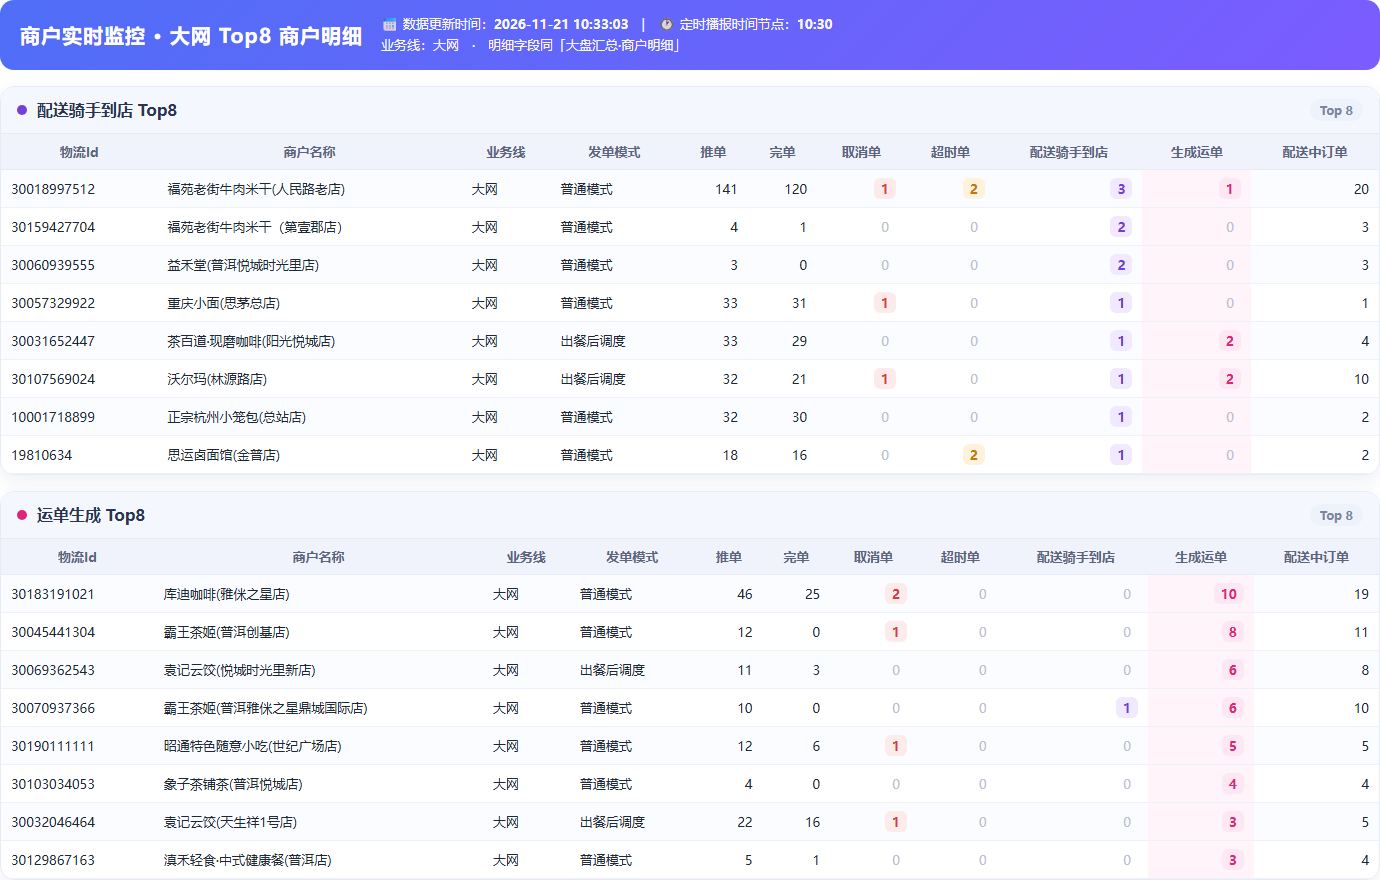 商户实时监控 • 大网 Top8 商户明细
数据更新时间：2026-11-21 10:33:03 | 定时播报时间节点：10:30
业务线：大网 · 明细字段同「大盘汇总·商户明细」
配送骑手到店 Top8 Top 8
物流Id 商户名称 业务线 发单模式 推单 完单 取消单 超时单 配送骑手到店 生成运单 配送中订单
30018997512 福苑老街牛肉米干(人民路老店) 大网 普通模式 141 120 1 2 3 1 20
30159427704 福苑老街牛肉米干（第壹郡店） 大网 普通模式 4 1 0 0 2 0 3
30060939555 益禾堂(普洱悦城时光里店) 大网 普通模式 3 0 0 0 2 0 3
30057329922 重庆小面(思茅总店) 大网 普通模式 33 31 1 0 1 0 1
30031652447 茶百道·现磨咖啡(阳光悦城店) 大网 出餐后调度 33 29 0 0 1 2 4
30107569024 沃尔玛(林源路店) 大网 出餐后调度 32 21 1 0 1 2 10
10001718899 正宗杭州小笼包(总站店) 大网 普通模式 32 30 0 0 1 0 2
19810634 思运卤面馆(金普店) 大网 普通模式 18 16 0 2 1 0 2
运单生成 Top8 Top 8
物流Id 商户名称 业务线 发单模式 推单 完单 取消单 超时单 配送骑手到店 生成运单 配送中订单
30183191021 库迪咖啡(雅侎之星店) 大网 普通模式 46 25 2 0 0 10 19
30045441304 霸王茶姬(普洱创基店) 大网 普通模式 12 0 1 0 0 8 11
30069362543 袁记云饺(悦城时光里新店) 大网 出餐后调度 11 3 0 0 0 6 8
30070937366 霸王茶姬(普洱雅侎之星鼎城国际店) 大网 普通模式 10 0 0 0 1 6 10
30190111111 昭通特色随意小吃(世纪广场店) 大网 普通模式 12 6 1 0 0 5 5
30103034053 象子茶铺茶(普洱悦城店) 大网 普通模式 4 0 0 0 0 4 4
30032046464 袁记云饺(天生祥1号店) 大网 出餐后调度 22 16 1 0 0 3 5
30129867163 滇禾轻食·中式健康餐(普洱店) 大网 普通模式 5 1 0 0 0 3 4